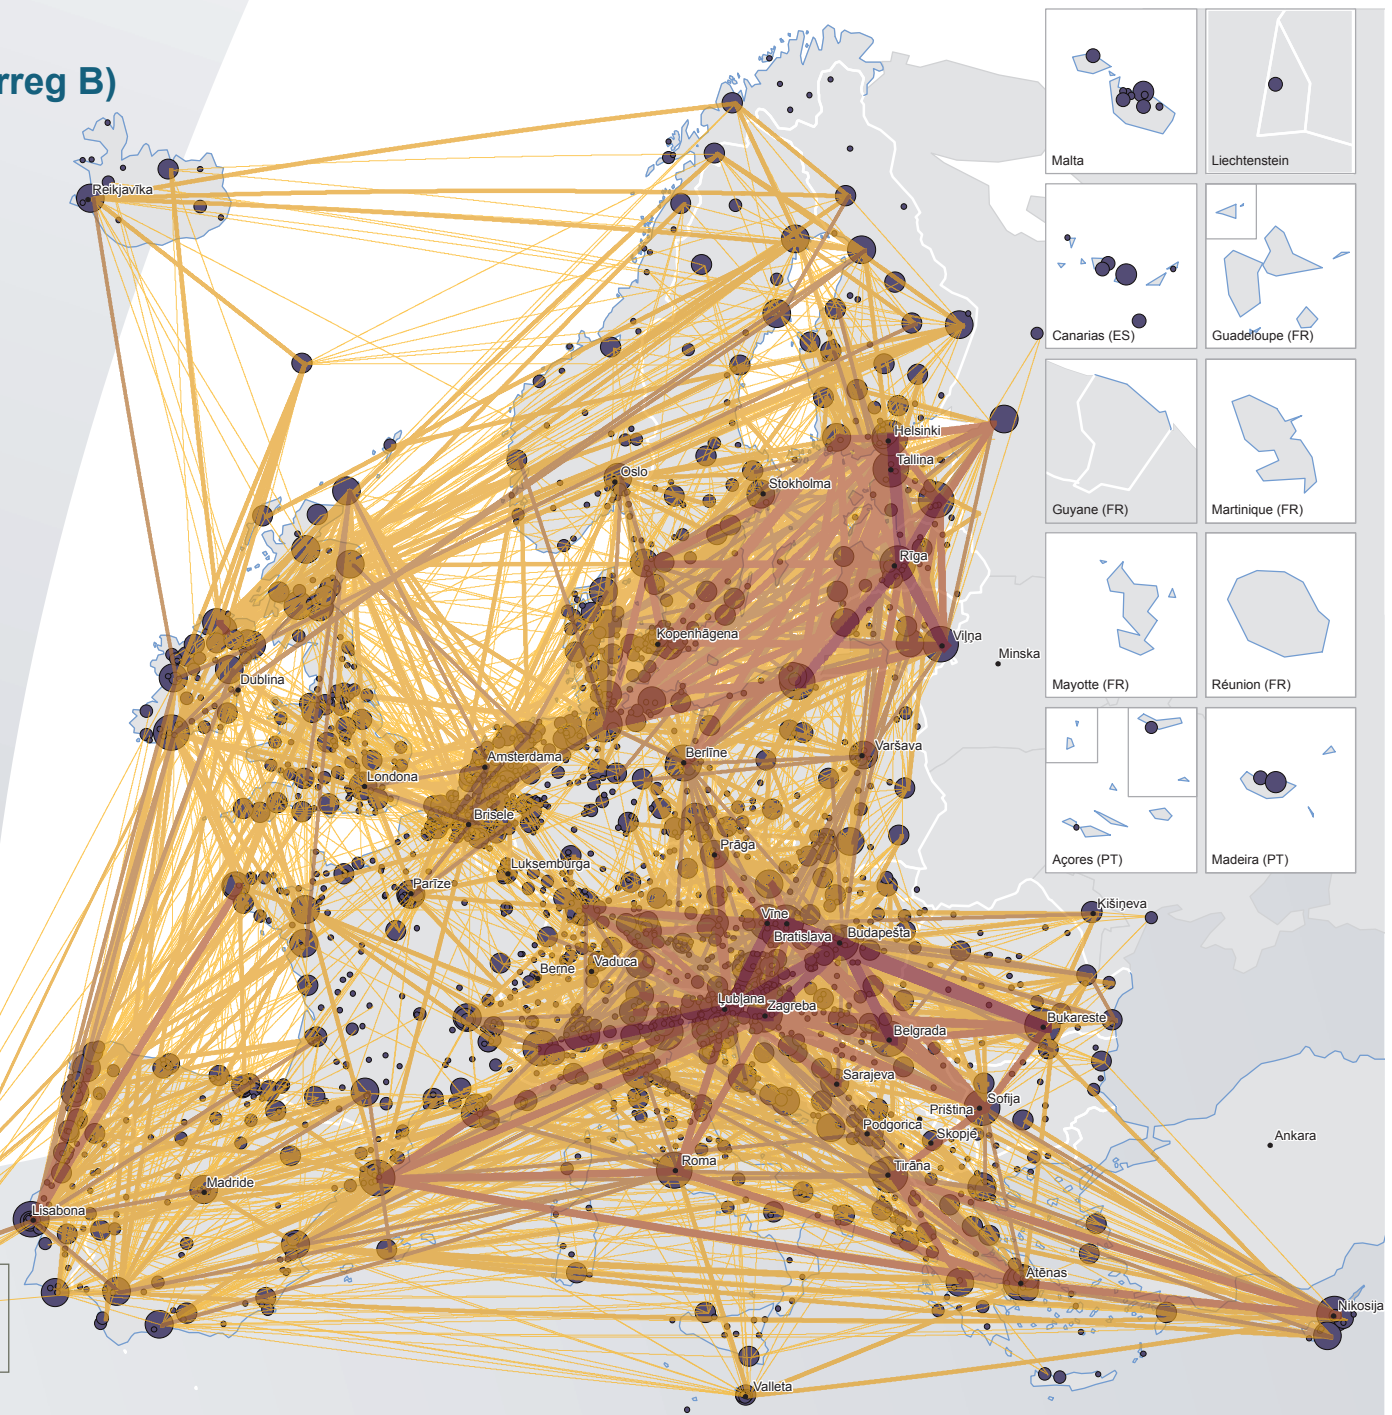 rreg B)
Malta
Liechtenstein
Reikjavīka
Canarias (ES)
Guadeloupe (FR)
Guyane (FR)
Martinique (FR)
Helsinki
Tallina
Oslo
Stokholma
Rīga
Kopenhāgena
Viļņa
Minska
Mayotte (FR)
Réunion (FR)
Dublina
Amsterdama
Berlīne
Varšava
Londona
Brisele
Açores (PT)
Madeira (PT)
Prāga
Luksemburga
Parīze
Kišiņeva
Vīne
Bratislava
Budapešta
Berne
Vaduca
Ļubļana
Zagreba
Bukareste
Belgrada
Sarajeva
Sofija
Priština
Podgorica
Skopje
Ankara
Roma
Tirāna
Madride
Lisabona
Atēnas
Nikosija
Valleta